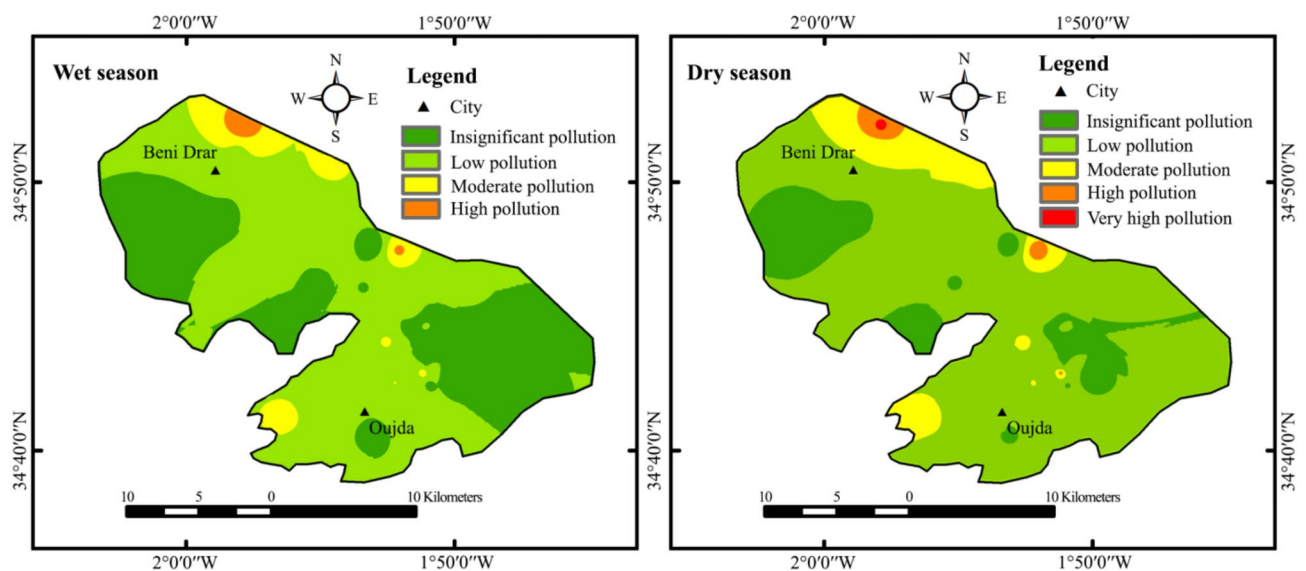 2°0′0″W 1°50′0″W
Wet season
N
W E
S
Legend
City
Insignificant pollution
Low pollution
Moderate pollution
High pollution
Beni Drar
Oujda
34°50′0″N
34°40′0″N
10 5 0 10 Kilometers
2°0′0″W 1°50′0″W
2°0′0″W 1°50′0″W
Dry season
N
W E
S
Legend
City
Insignificant pollution
Low pollution
Moderate pollution
High pollution
Very high pollution
Beni Drar
Oujda
34°50′0″N
34°40′0″N
10 5 0 10 Kilometers
2°0′0″W 1°50′0″W